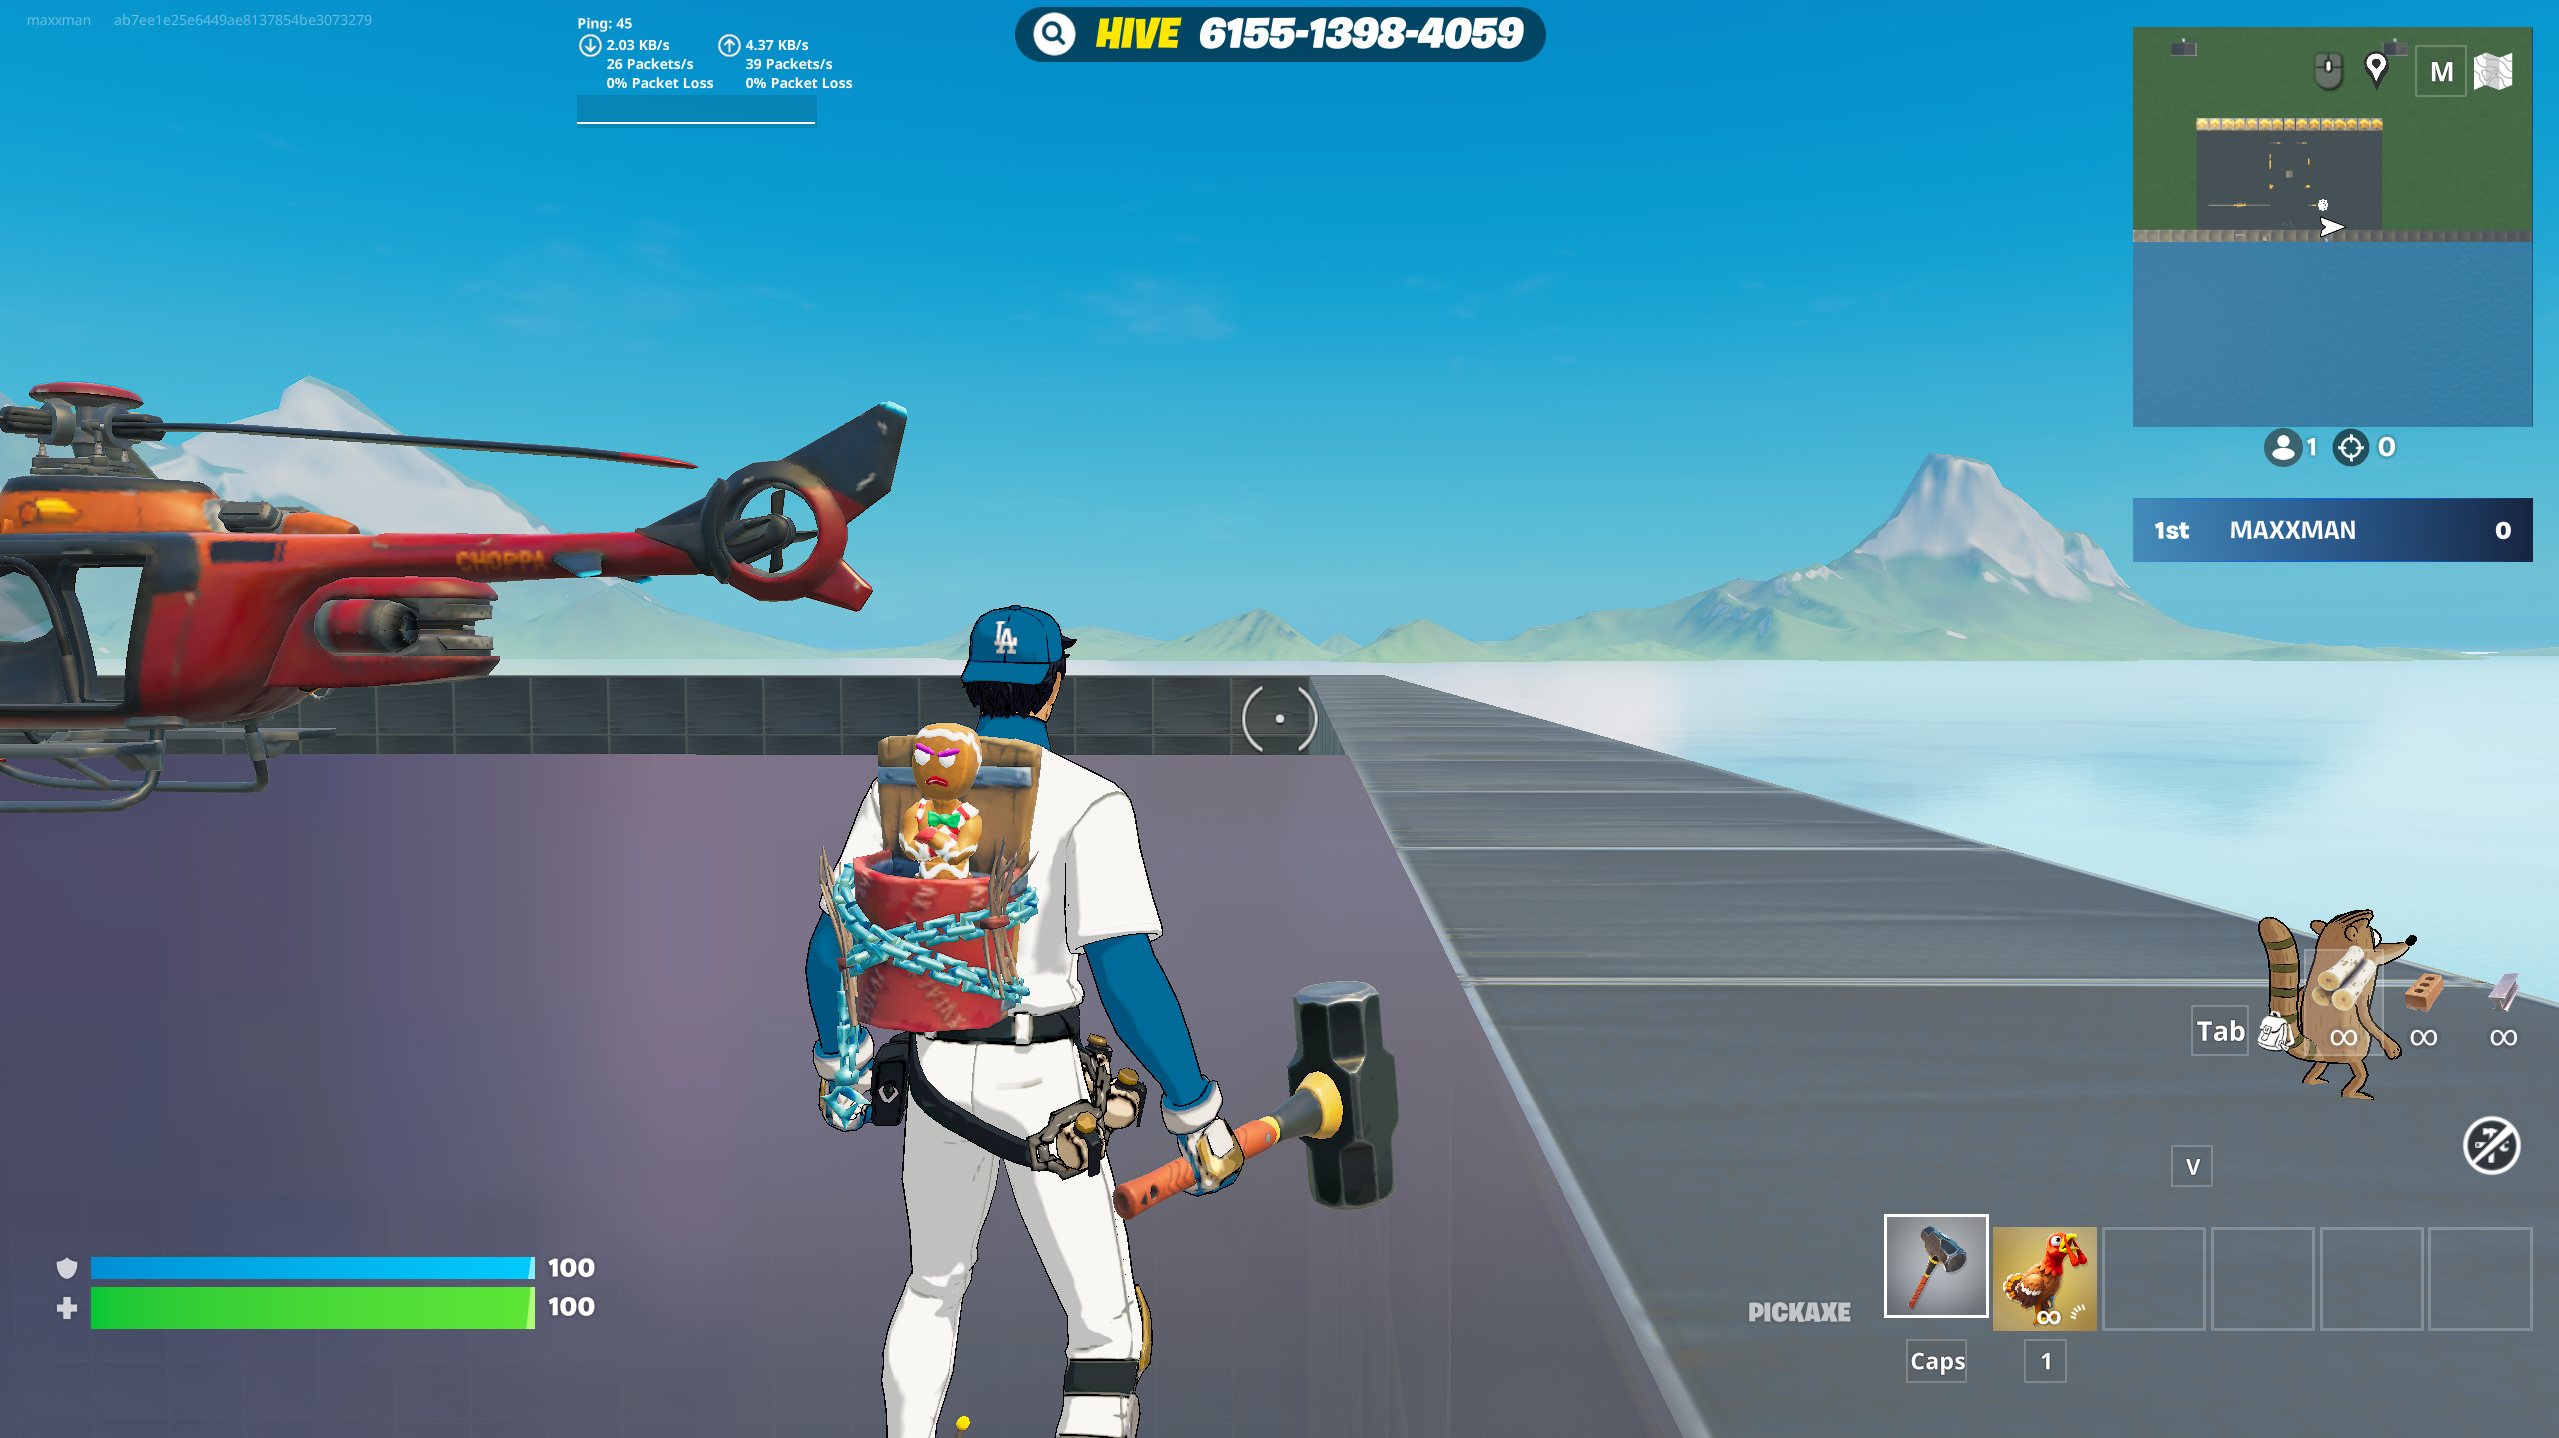 maxxman ab7ee1e25e6449ae8137854be3073279
Ping: 45
2.03 KB/s 4.37 KB/s
26 Packets/s 39 Packets/s
0% Packet Loss 0% Packet Loss
HIVE 6155-1398-4059
M
1 0
1st MAXXMAN 0
CHOPPA
LA
Tab ∞ ∞ ∞
V
100
100
PICKAXE
∞
Caps 1